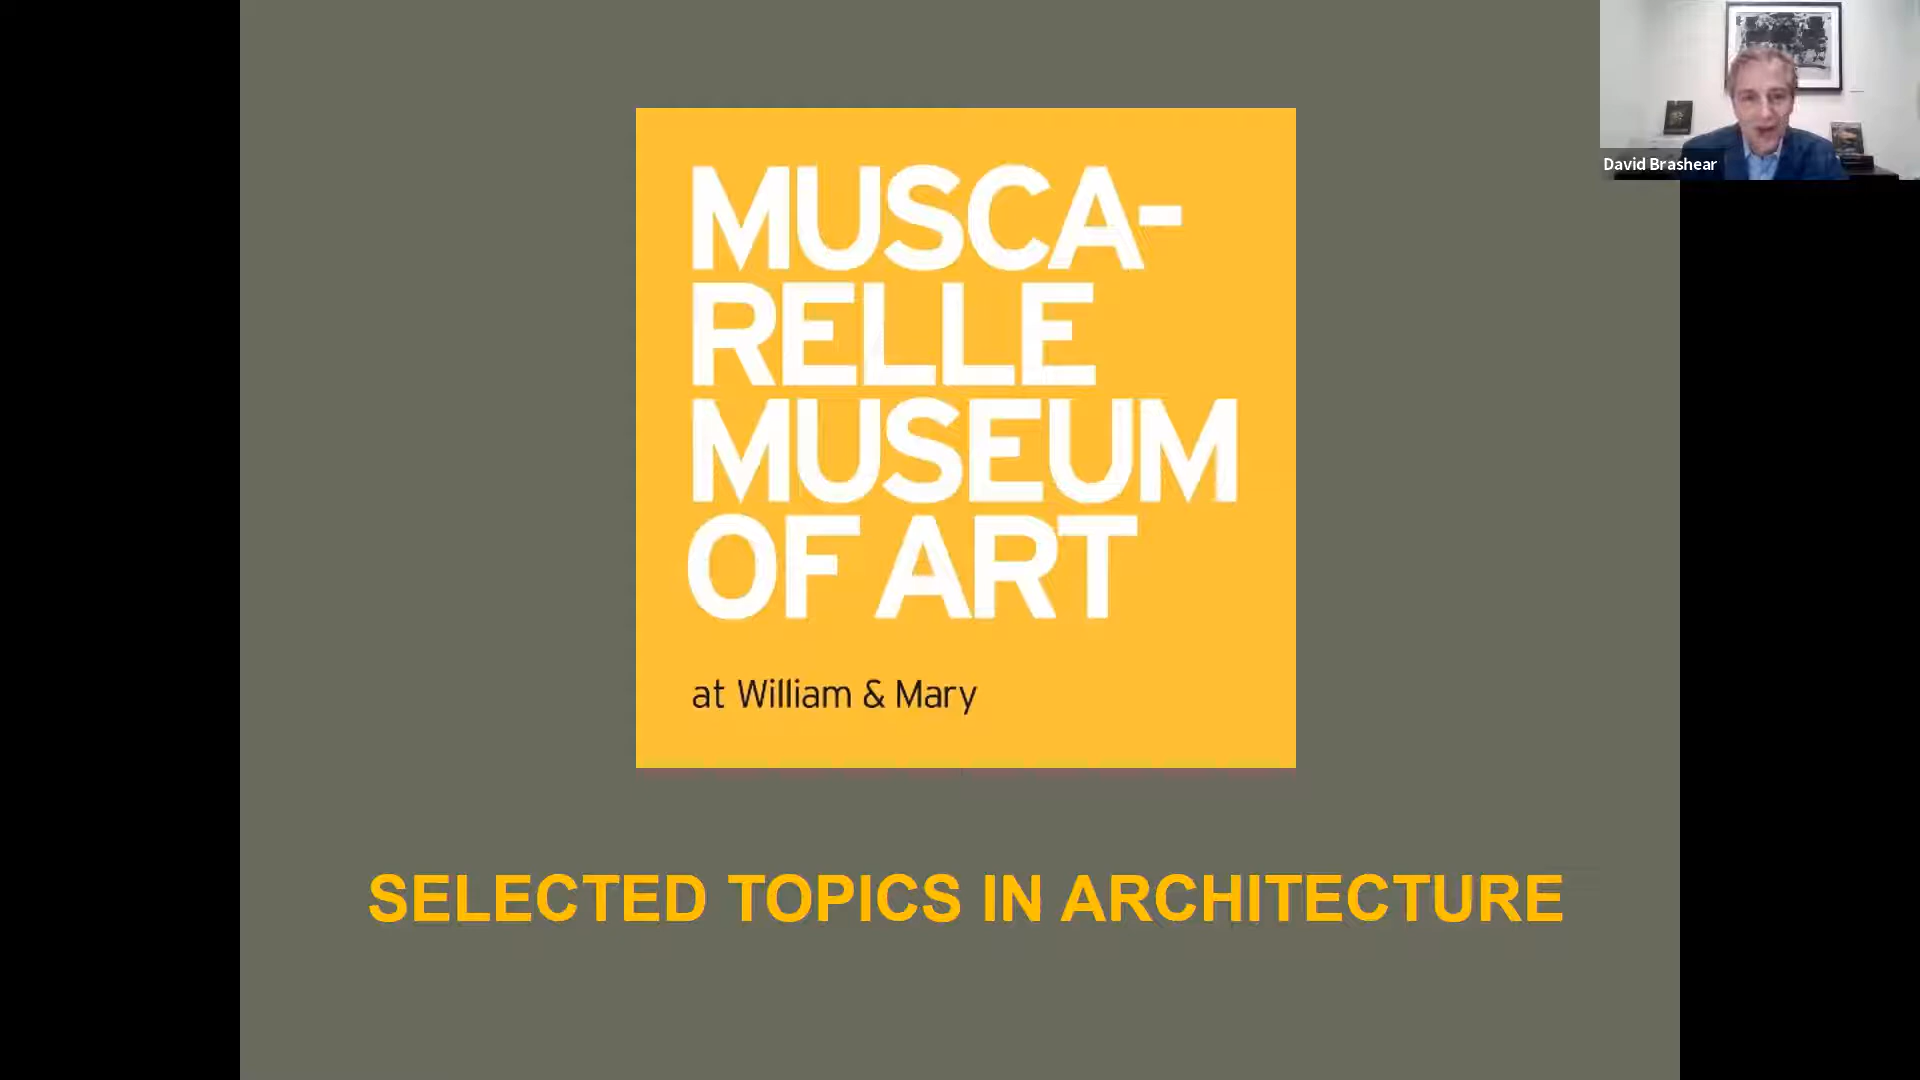 MUSCA-
RELLE
MUSEUM
OF ART
at William & Mary
SELECTED TOPICS IN ARCHITECTURE
David Brashear